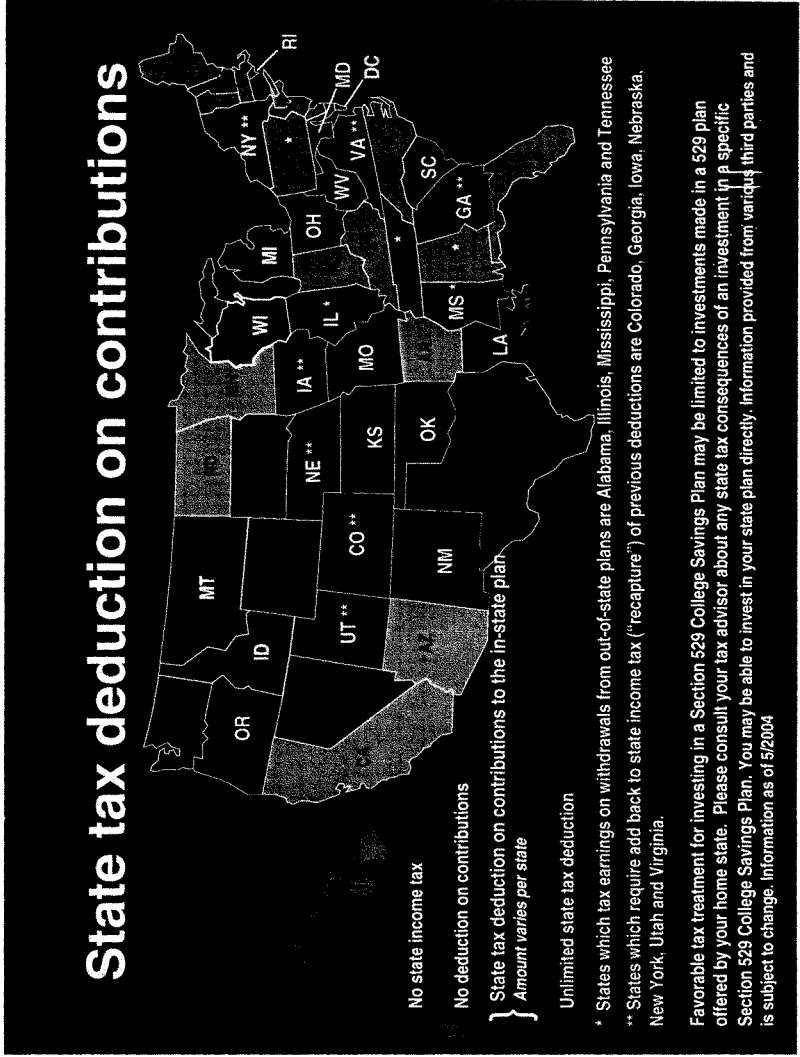 State tax deduction on contributions
MT
ID
OR
UT **
CO **
NM
AZ
CA
ND
MN
NE **
KS
OK
IA **
MO
AR
LA
WI
IL *
MI
OH
MS *
*
*
GA **
SC
WV
VA **
NY **
*
RI
MD
DC
No state income tax
No deduction on contributions
} State tax deduction on contributions to the in-state plan
Amount varies per state
Unlimited state tax deduction
* States which tax earnings on withdrawals from out-of-state plans are Alabama, Illinois, Mississippi, Pennsylvania and Tennessee
** States which require add back to state income tax ("recapture") of previous deductions are Colorado, Georgia, Iowa, Nebraska,
New York, Utah and Virginia.
Favorable tax treatment for investing in a Section 529 College Savings Plan may be limited to investments made in a 529 plan
offered by your home state. Please consult your tax advisor about any state tax consequences of an investment in a specific
Section 529 College Savings Plan. You may be able to invest in your state plan directly. Information provided from various third parties and
is subject to change. Information as of 5/2004